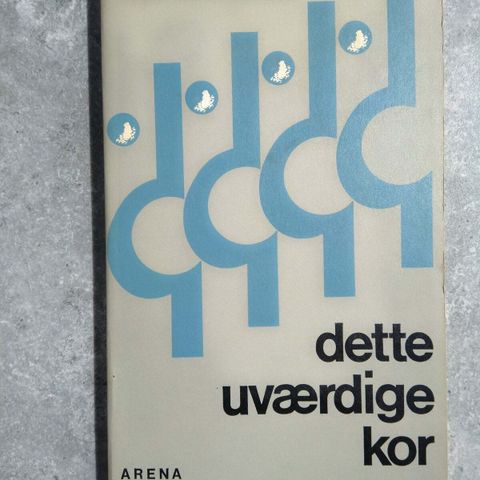 dette
uværdige
kor
ARENA